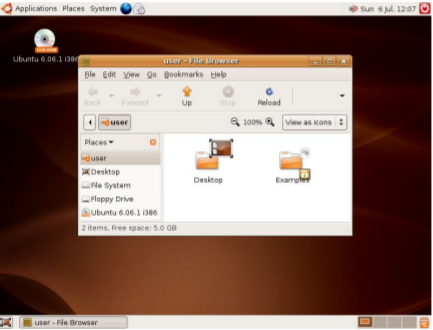 Applications Places System
Sun 6 Jul, 12:07
Ubuntu 6.06.1 i386
user - File Browser
File Edit View Go Bookmarks Help
Back Forward Up Stop Reload
user 100% View as Icons
Places
user
Desktop
File System
Floppy Drive
Ubuntu 6.06.1 i386
Desktop
Examples
2 items, Free space: 5.0 GB
user - File Browser